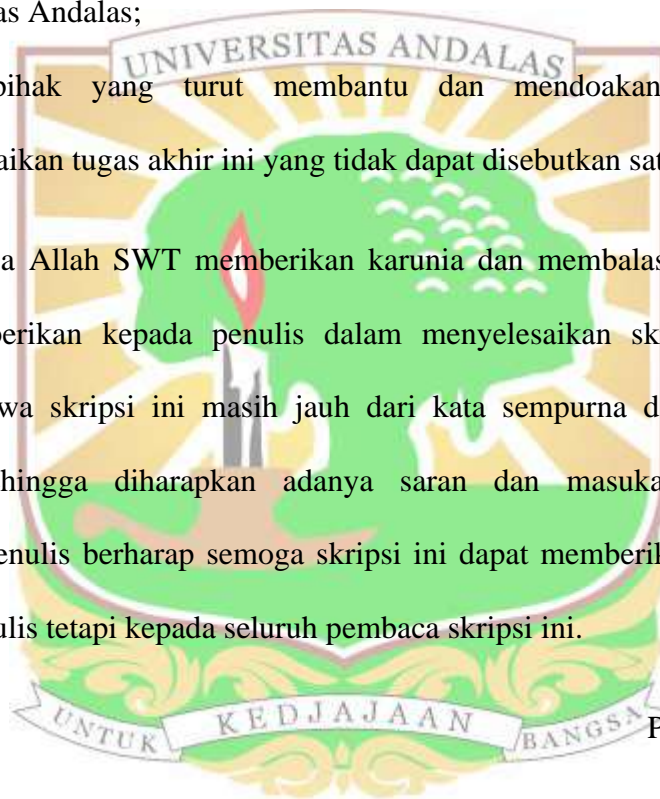 as Andalas;
UNIVERSITAS ANDALAS
pihak yang turut membantu dan mendoakan
aikan tugas akhir ini yang tidak dapat disebutkan sat
a Allah SWT memberikan karunia dan membalas
erikan kepada penulis dalam menyelesaikan sk
wa skripsi ini masih jauh dari kata sempurna d
hingga diharapkan adanya saran dan masuka
enulis berharap semoga skripsi ini dapat memberik
ulis tetapi kepada seluruh pembaca skripsi ini.
UNTUK KEDJAJAAN BANGSA
P